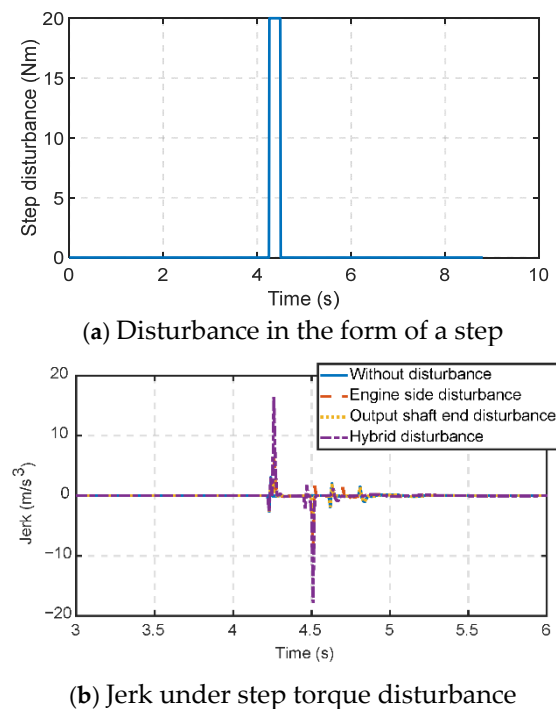 20
15
10
5
0
Step disturbance (Nm)
0 2 4 6 8 10
Time (s)
(a) Disturbance in the form of a step
20
10
0
−10
−20
Jerk (m/s³)
Without disturbance
Engine side disturbance
Output shaft end disturbance
Hybrid disturbance
3 3.5 4 4.5 5 5.5 6
Time (s)
(b) Jerk under step torque disturbance